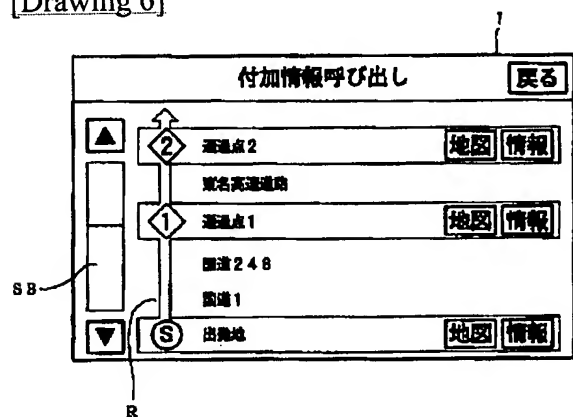 [Drawing 6]
1
付加情報呼び出し 戻る
▲
2 通過点2 地図 情報
東名高速道路
1 通過点1 地図 情報
国道248
SB
国道1
▼ S 出発地 地図 情報
R